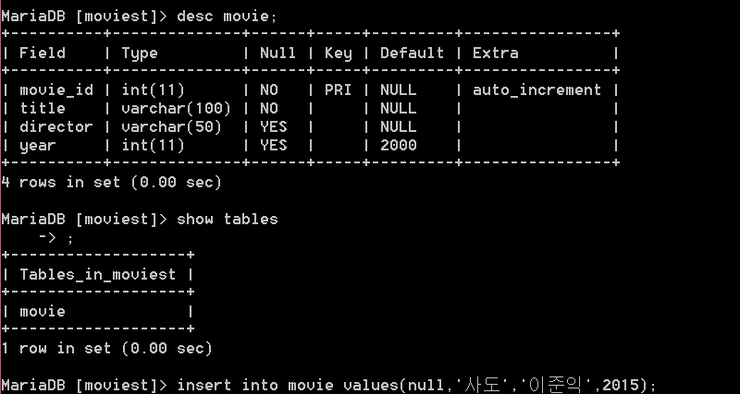 MariaDB [moviest]> desc movie;
+----------+--------------+------+-----+---------+----------------+
| Field    | Type         | Null | Key | Default | Extra          |
+----------+--------------+------+-----+---------+----------------+
| movie_id | int(11)      | NO   | PRI | NULL    | auto_increment |
| title    | varchar(100) | NO   |     | NULL    |                |
| director | varchar(50)  | YES  |     | NULL    |                |
| year     | int(11)      | YES  |     | 2000    |                |
+----------+--------------+------+-----+---------+----------------+
4 rows in set (0.00 sec)
MariaDB [moviest]> show tables
    -> ;
+-------------------+
| Tables_in_moviest |
+-------------------+
| movie             |
+-------------------+
1 row in set (0.00 sec)
MariaDB [moviest]> insert into movie values(null,'사도','이준익',2015);